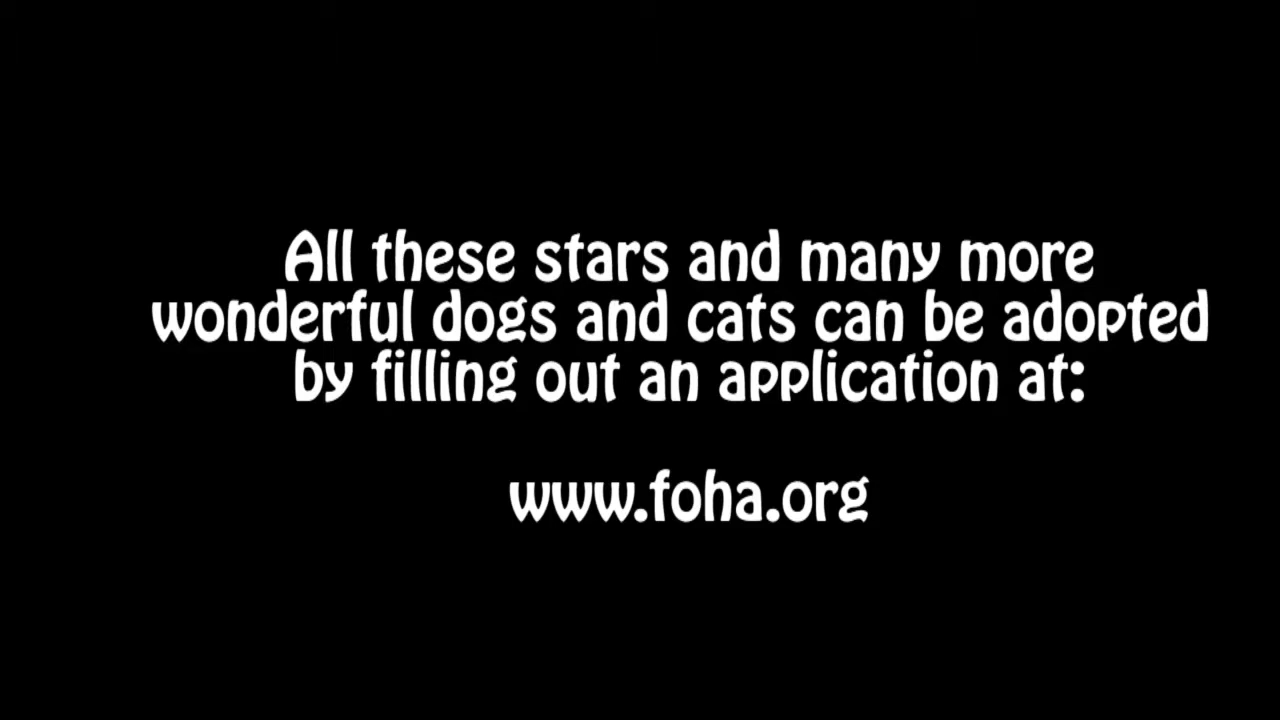 All these stars and many more
wonderful dogs and cats can be adopted
by filling out an application at:
www.foha.org